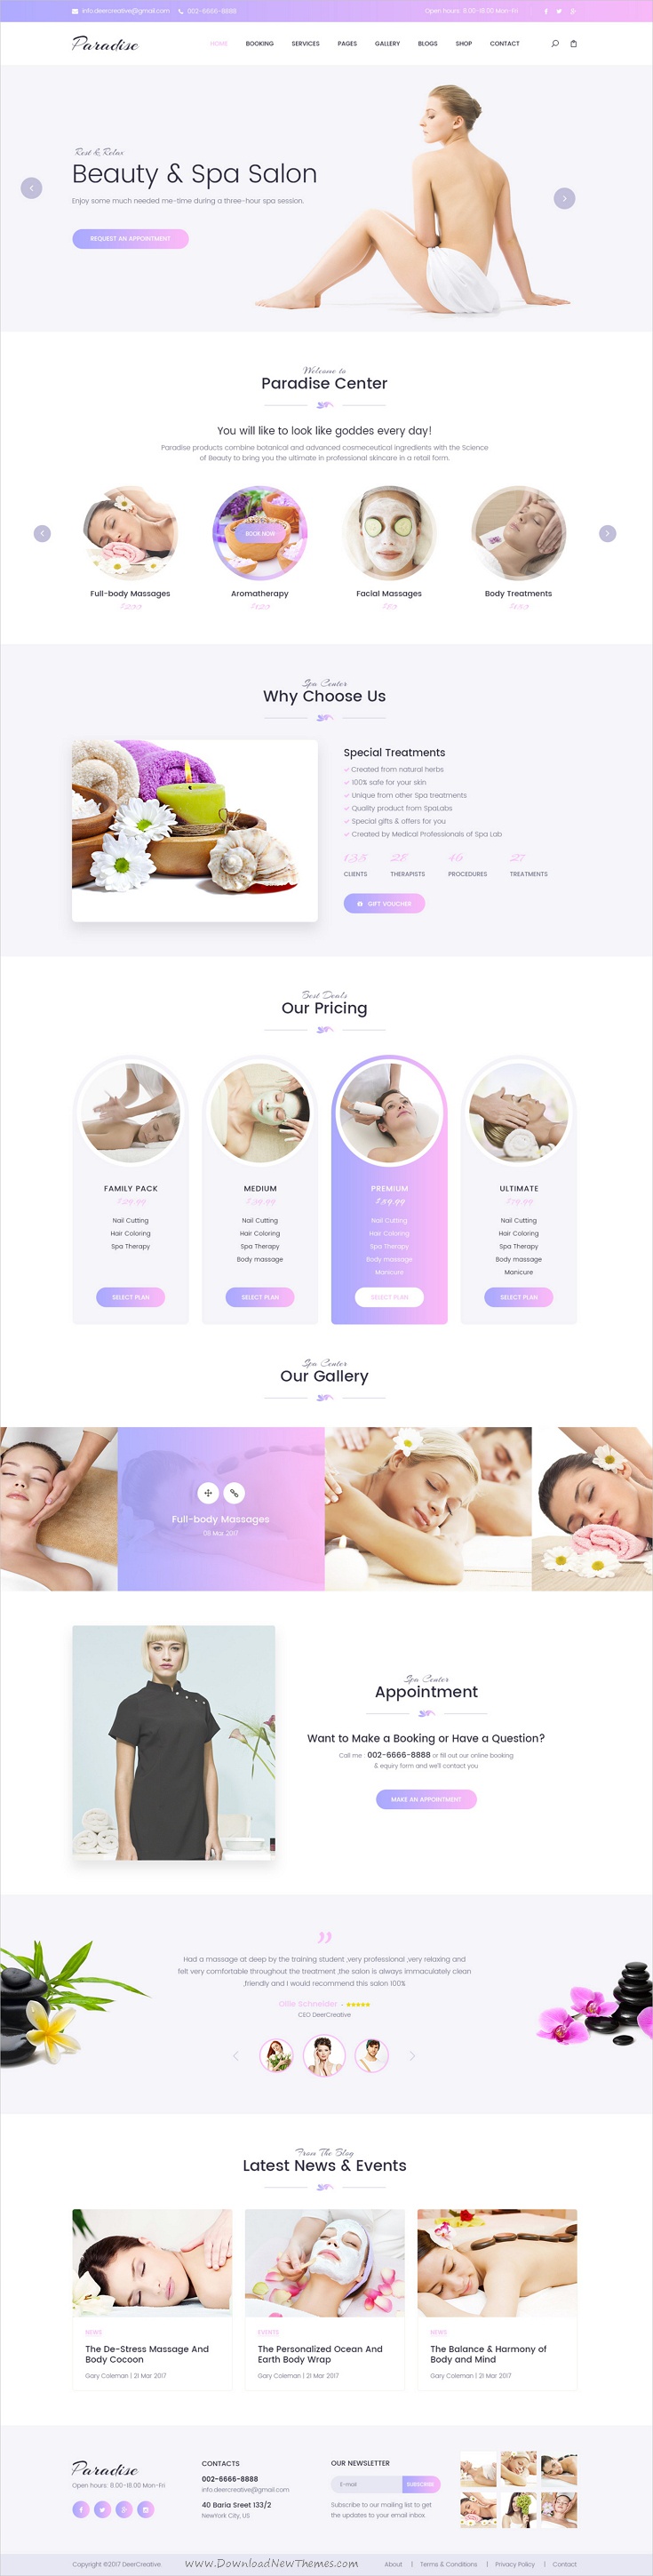 info.deercreative@gmail.com 002-6666-8888 Open hours: 8.00-18.00 Mon-Fri
Paradise HOME BOOKING SERVICES PAGES GALLERY BLOGS SHOP CONTACT
Rest & Relax
Beauty & Spa Salon
Enjoy some much needed me-time during a three-hour spa session.
REQUEST AN APPOINTMENT
Welcome to
Paradise Center
You will like to look like goddes every day!
Paradise products combine botanical and advanced cosmeceutical ingredients with the Science
of Beauty to bring you the ultimate in professional skincare in a retail form.
BOOK NOW
Full-body Massages Aromatherapy Facial Massages Body Treatments
Spa Center
Why Choose Us
Special Treatments
Created from natural herbs
100% safe for your skin
Unique from other Spa treatments
Quality product from SpaLabs
Special gifts & offers for you
Created by Medical Professionals of Spa Lab
135 28 46 27
CLIENTS THERAPISTS PROCEDURES TREATMENTS
GIFT VOUCHER
Best Deals
Our Pricing
FAMILY PACK MEDIUM PREMIUM ULTIMATE
Nail Cutting Nail Cutting Nail Cutting Nail Cutting
Hair Coloring Hair Coloring Hair Coloring Hair Coloring
Spa Therapy Spa Therapy Spa Therapy Spa Therapy
Body massage Body massage Body massage
Manicure Manicure
SELECT PLAN SELECT PLAN SELECT PLAN SELECT PLAN
Spa Center
Our Gallery
Full-body Massages
08 Mar 2017
Spa Center
Appointment
Want to Make a Booking or Have a Question?
Call me : 002-6666-8888 or fill out our online booking
& equiry form and we'll contact you
MAKE AN APPOINTMENT
”
Had a massage at deep by the training student ,very professional ,very relaxing and
felt very comfortable throughout the treatment ,the salon is always immaculately clean
,friendly and I would recommend this salon 100%
Ollie Schneider -
CEO DeerCreative
From The Blog
Latest News & Events
NEWS EVENTS NEWS
The De-Stress Massage And The Personalized Ocean And The Balance & Harmony of
Body Cocoon Earth Body Wrap Body and Mind
Gary Coleman | 21 Mar 2017 Gary Coleman | 21 Mar 2017 Gary Coleman | 21 Mar 2017
Paradise
Open hours: 8.00-18.00 Mon-Fri
CONTACTS
002-6666-8888
info.deercreative@gmail.com
40 Baria Sreet 133/2
NewYork City, US
OUR NEWSLETTER
E-mail SUBSCRIBE
Subscribe to our mailing list to get
the updates to your email inbox.
Copyright ©2017 DeerCreative. www.DownloadNewThemes.com About | Terms & Conditions | Privacy Policy | Contact